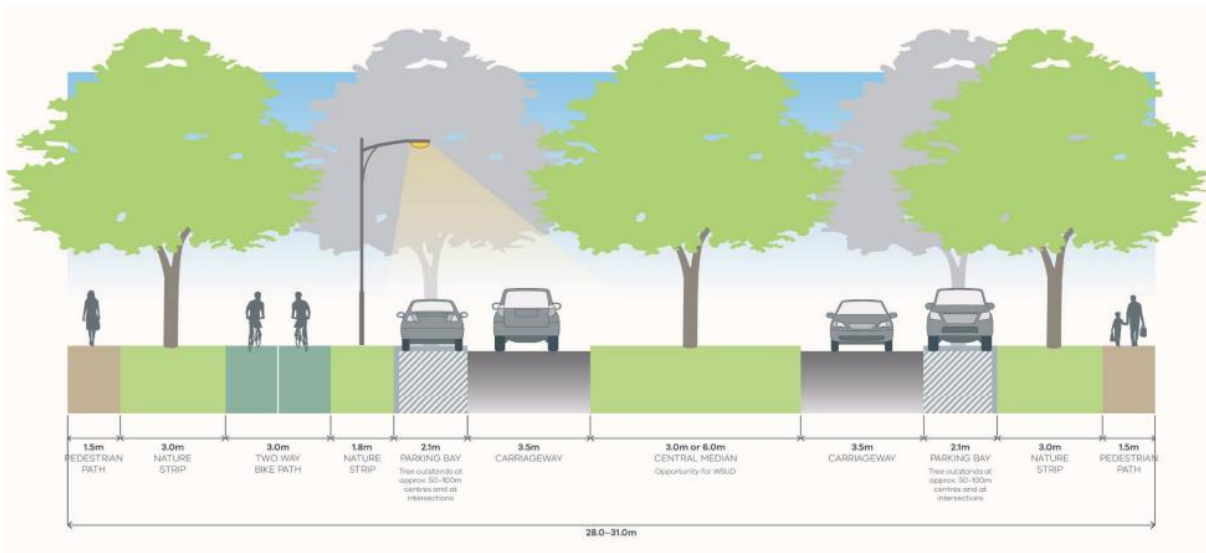 1.5m
PEDESTRIAN
PATH
3.0m
NATURE
STRIP
3.0m
TWO WAY
BIKE PATH
1.8m
NATURE
STRIP
2.1m
PARKING BAY
Tree outstands at
approx. 50-100m
centres and at
intersections
3.5m
CARRIAGEWAY
3.0m or 6.0m
CENTRAL MEDIAN
Opportunity for WSUD
3.5m
CARRIAGEWAY
2.1m
PARKING BAY
Tree outstands at
approx. 50-100m
centres and at
intersections
3.0m
NATURE
STRIP
1.5m
PEDESTRIAN
PATH
28.0–31.0m